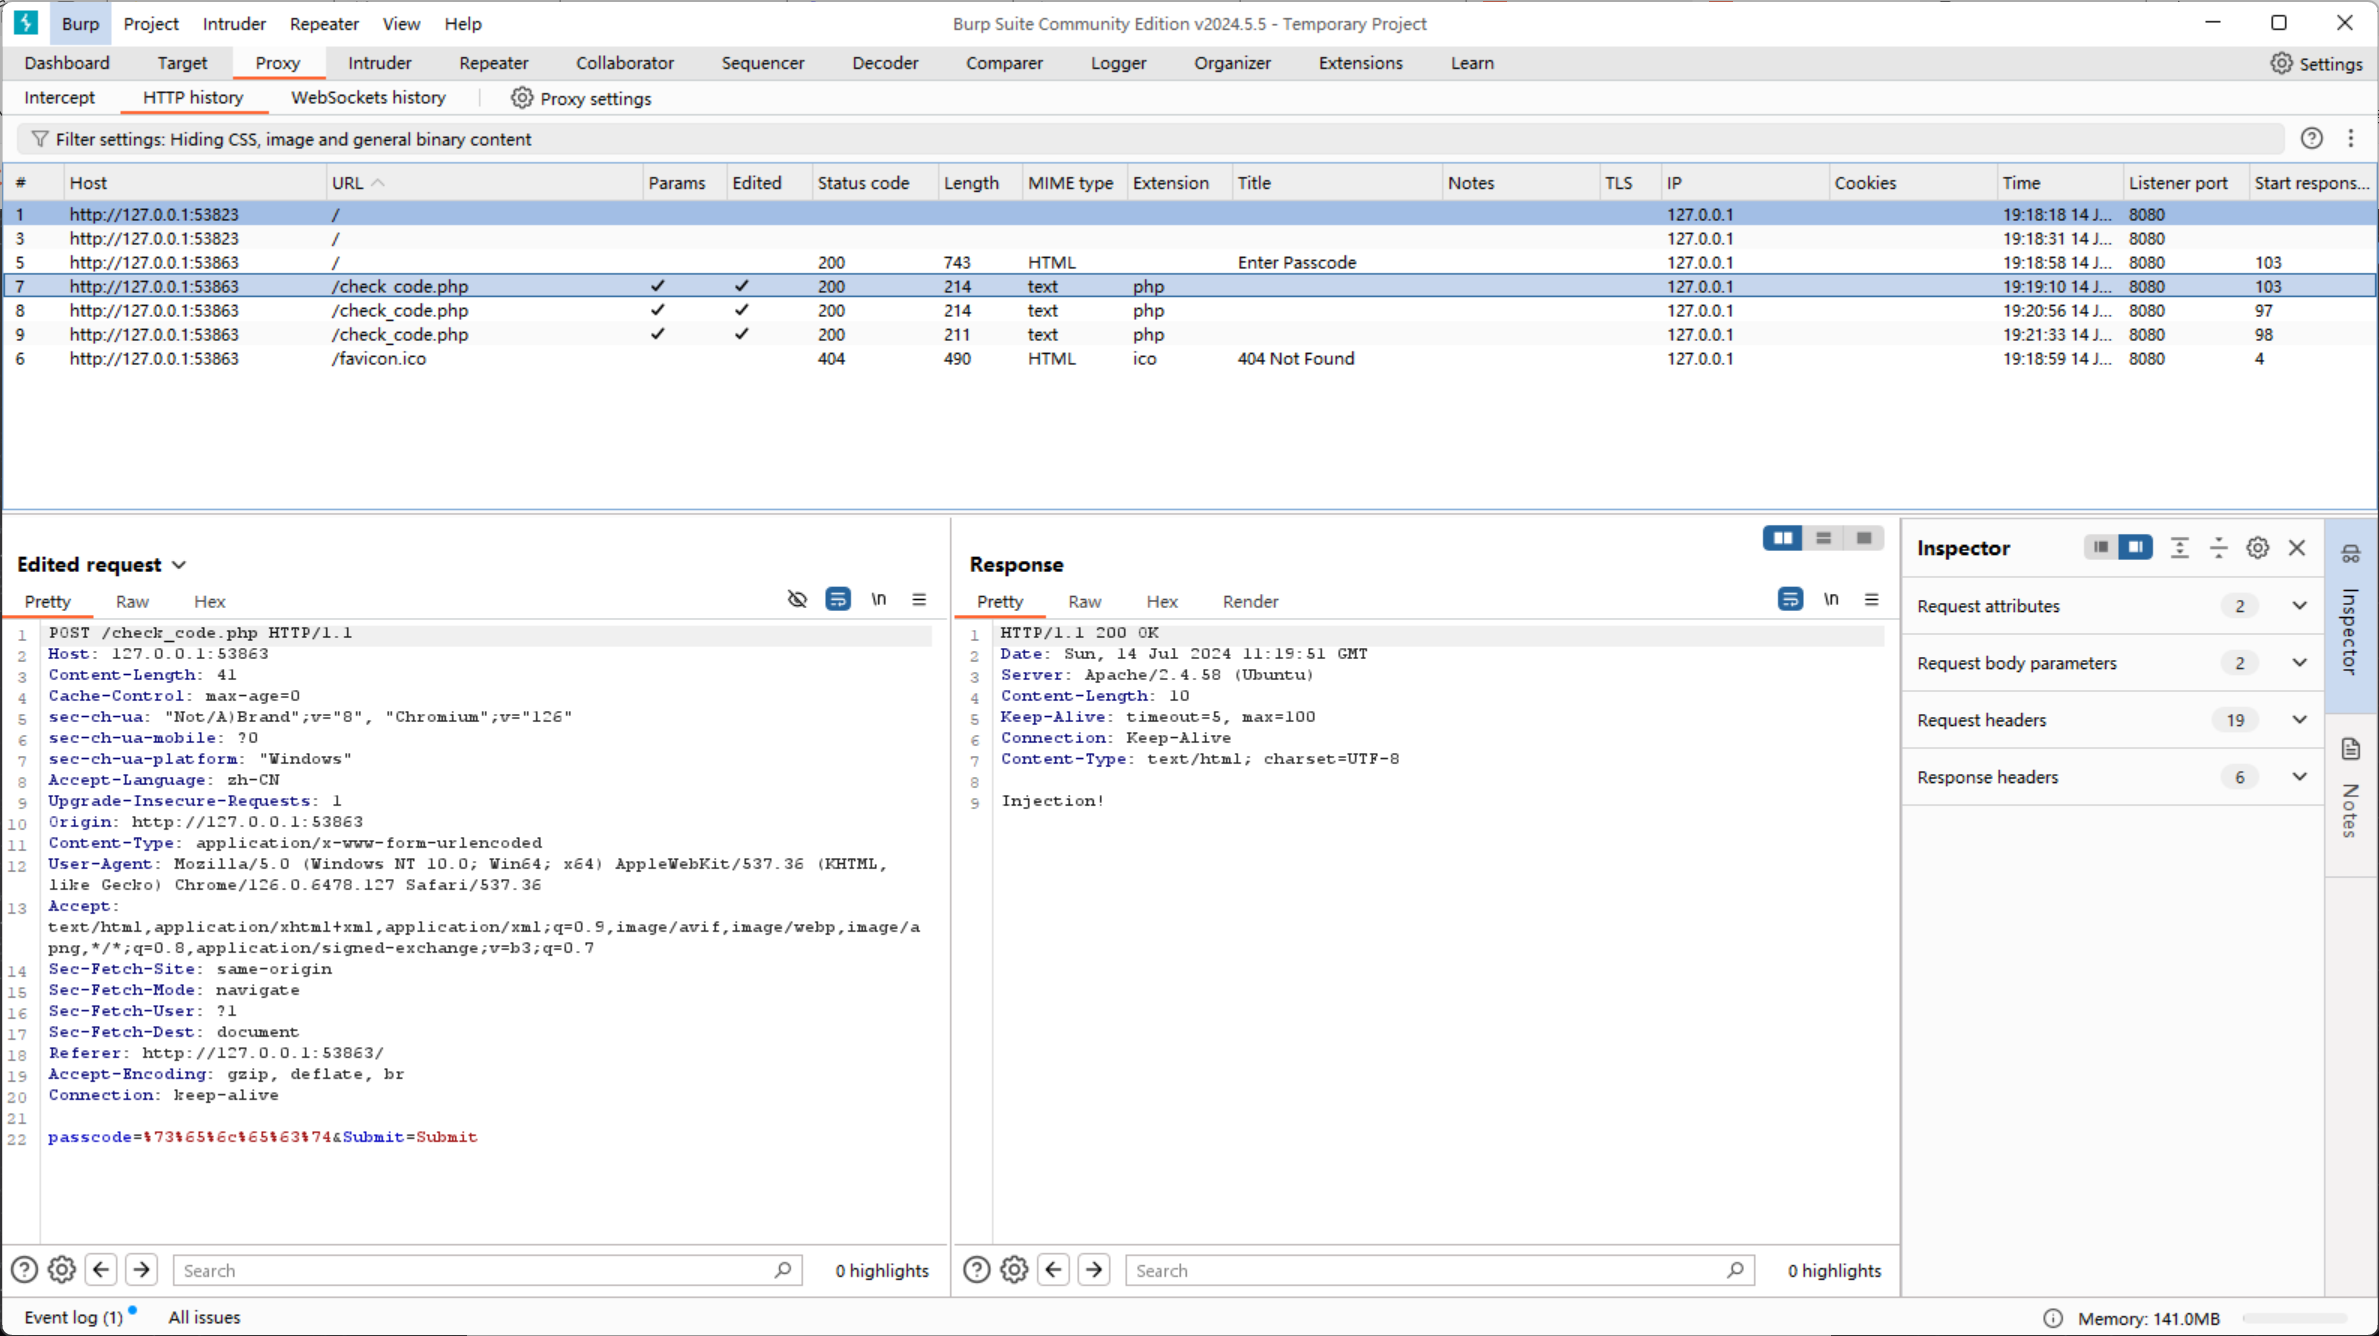 Burp Project Intruder Repeater View Help Burp Suite Community Edition v2024.5.5 - Temporary Project
Dashboard Target Proxy Intruder Repeater Collaborator Sequencer Decoder Comparer Logger Organizer Extensions Learn Settings
Intercept HTTP history WebSockets history Proxy settings
Filter settings: Hiding CSS, image and general binary content
# Host URL Params Edited Status code Length MIME type Extension Title Notes TLS IP Cookies Time Listener port Start respons...
1 http://127.0.0.1:53823 / 127.0.0.1 19:18:18 14 J... 8080
3 http://127.0.0.1:53823 / 127.0.0.1 19:18:31 14 J... 8080
5 http://127.0.0.1:53863 / 200 743 HTML Enter Passcode 127.0.0.1 19:18:58 14 J... 8080 103
7 http://127.0.0.1:53863 /check_code.php ✓ ✓ 200 214 text php 127.0.0.1 19:19:10 14 J... 8080 103
8 http://127.0.0.1:53863 /check_code.php ✓ ✓ 200 214 text php 127.0.0.1 19:20:56 14 J... 8080 97
9 http://127.0.0.1:53863 /check_code.php ✓ ✓ 200 211 text php 127.0.0.1 19:21:33 14 J... 8080 98
6 http://127.0.0.1:53863 /favicon.ico 404 490 HTML ico 404 Not Found 127.0.0.1 19:18:59 14 J... 8080 4
Edited request
Pretty Raw Hex \n
1 POST /check_code.php HTTP/1.1
2 Host: 127.0.0.1:53863
3 Content-Length: 41
4 Cache-Control: max-age=0
5 sec-ch-ua: "Not/A)Brand";v="8", "Chromium";v="126"
6 sec-ch-ua-mobile: ?0
7 sec-ch-ua-platform: "Windows"
8 Accept-Language: zh-CN
9 Upgrade-Insecure-Requests: 1
10 Origin: http://127.0.0.1:53863
11 Content-Type: application/x-www-form-urlencoded
12 User-Agent: Mozilla/5.0 (Windows NT 10.0; Win64; x64) AppleWebKit/537.36 (KHTML,
like Gecko) Chrome/126.0.6478.127 Safari/537.36
13 Accept:
text/html,application/xhtml+xml,application/xml;q=0.9,image/avif,image/webp,image/a
png,*/*;q=0.8,application/signed-exchange;v=b3;q=0.7
14 Sec-Fetch-Site: same-origin
15 Sec-Fetch-Mode: navigate
16 Sec-Fetch-User: ?1
17 Sec-Fetch-Dest: document
18 Referer: http://127.0.0.1:53863/
19 Accept-Encoding: gzip, deflate, br
20 Connection: keep-alive
21
22 passcode=%73%65%6c%65%63%74&Submit=Submit
Search 0 highlights
Response
Pretty Raw Hex Render \n
1 HTTP/1.1 200 OK
2 Date: Sun, 14 Jul 2024 11:19:51 GMT
3 Server: Apache/2.4.58 (Ubuntu)
4 Content-Length: 10
5 Keep-Alive: timeout=5, max=100
6 Connection: Keep-Alive
7 Content-Type: text/html; charset=UTF-8
8
9 Injection!
Search 0 highlights
Inspector
Request attributes 2
Request body parameters 2
Request headers 19
Response headers 6
Inspector
Notes
Event log (1) All issues Memory: 141.0MB